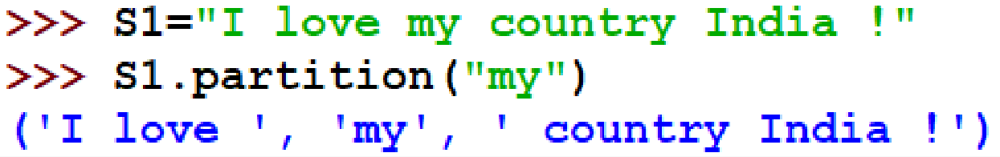 >>> S1="I love my country India !"
>>> S1.partition("my")
('I love ', 'my', ' country India !')